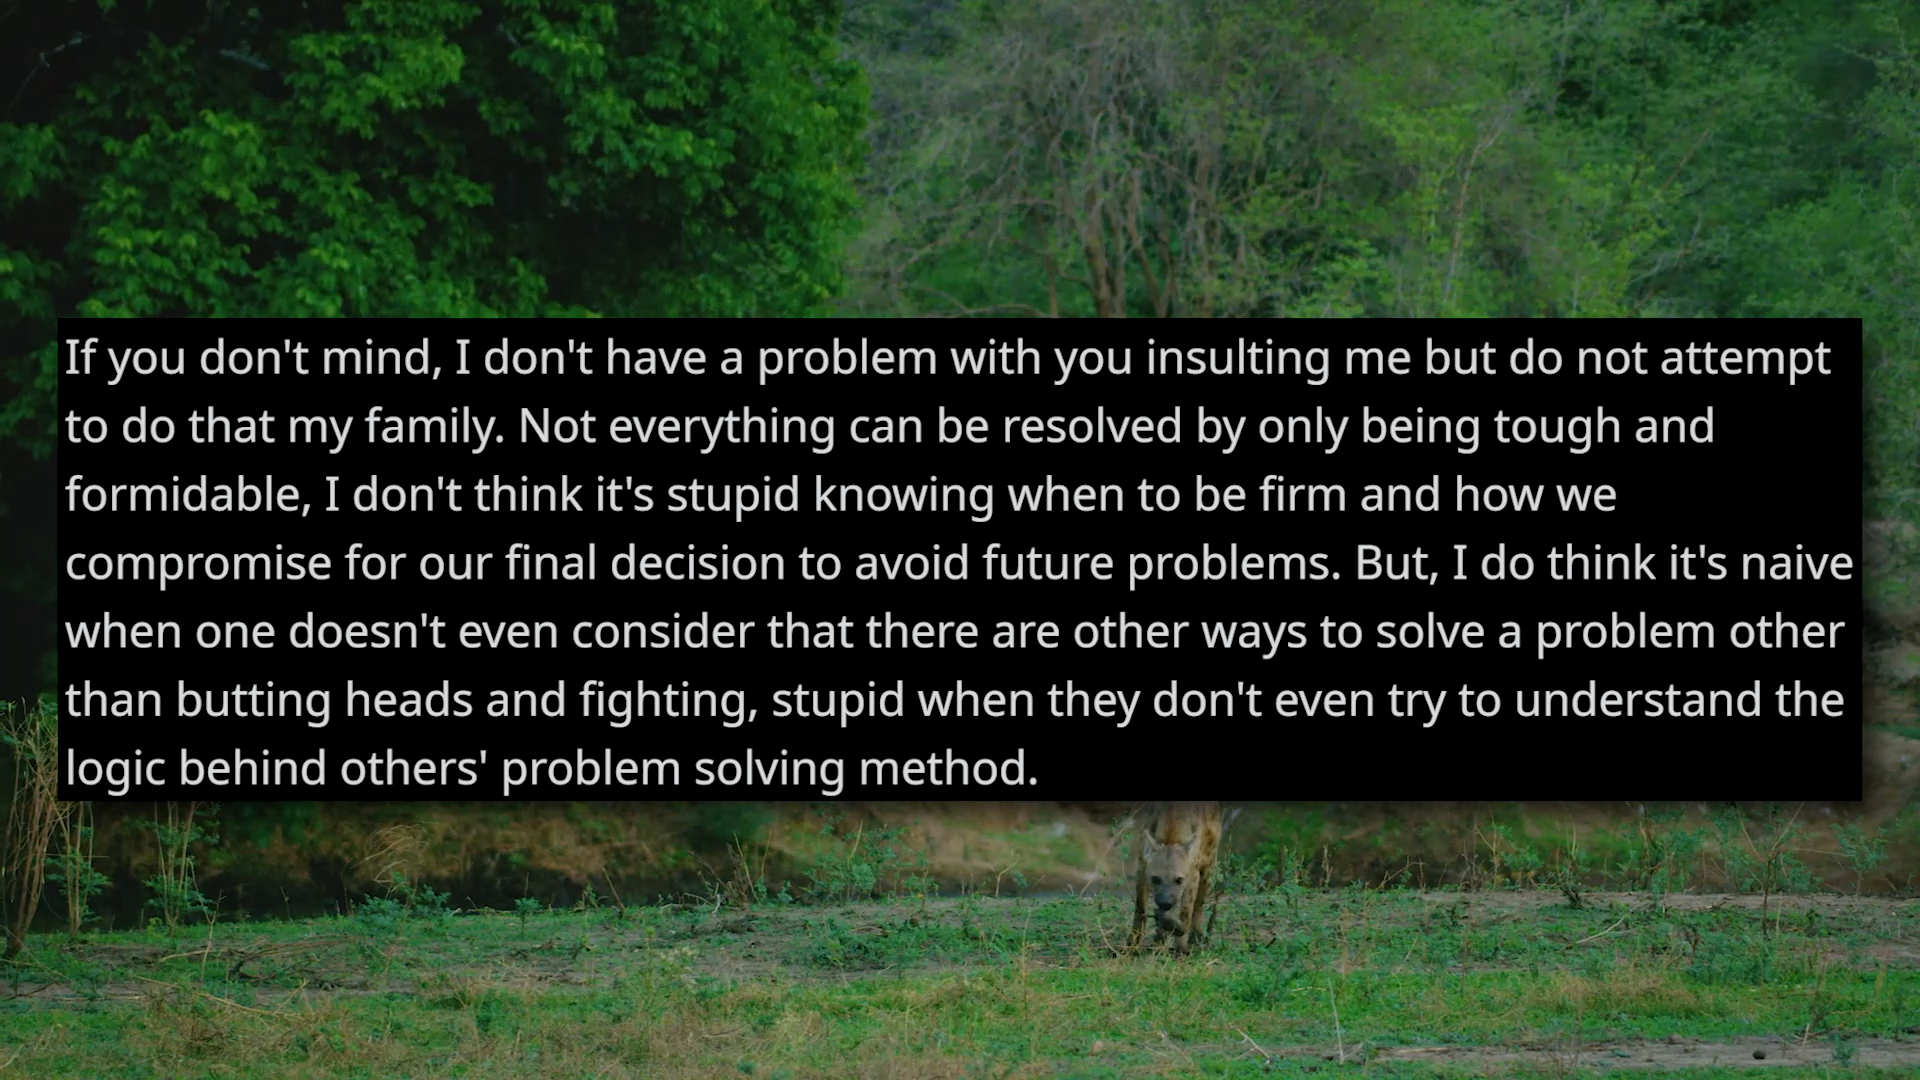 If you don't mind, I don't have a problem with you insulting me but do not attempt
to do that my family. Not everything can be resolved by only being tough and
formidable, I don't think it's stupid knowing when to be firm and how we
compromise for our final decision to avoid future problems. But, I do think it's naive
when one doesn't even consider that there are other ways to solve a problem other
than butting heads and fighting, stupid when they don't even try to understand the
logic behind others' problem solving method.